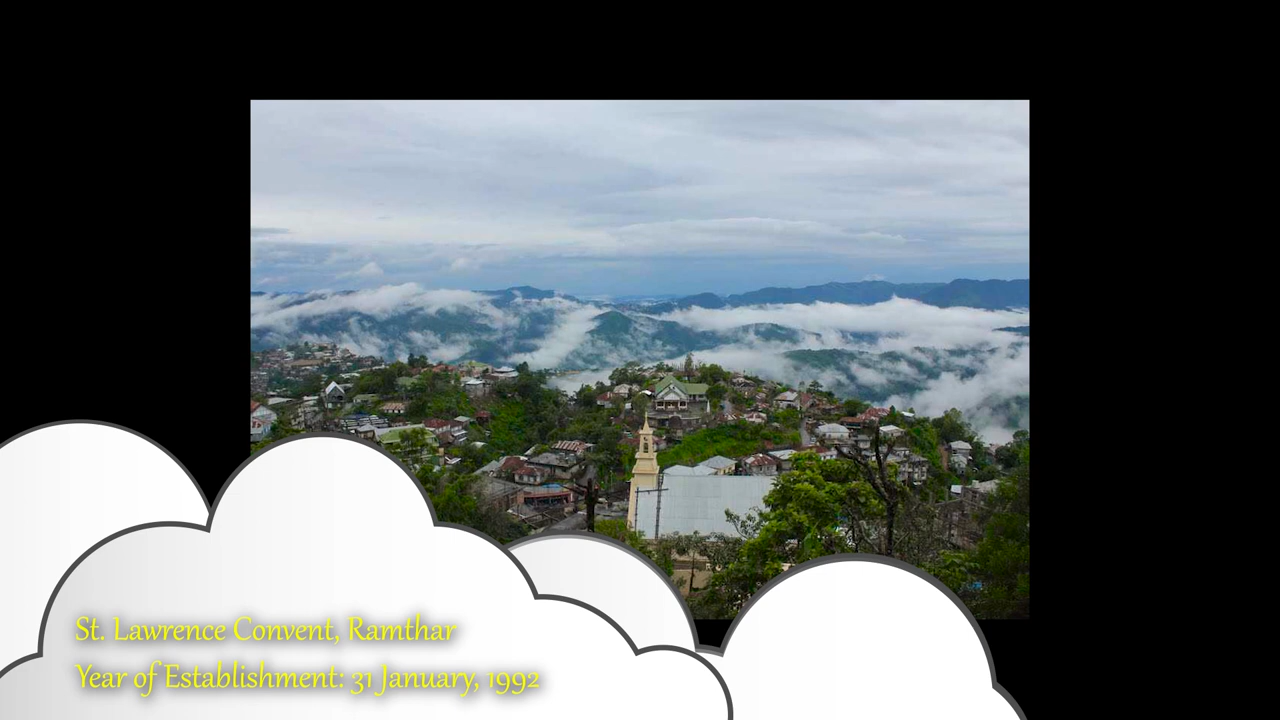 St. Lawrence Convent, Ramthar
Year of Establishment: 31 January, 1992